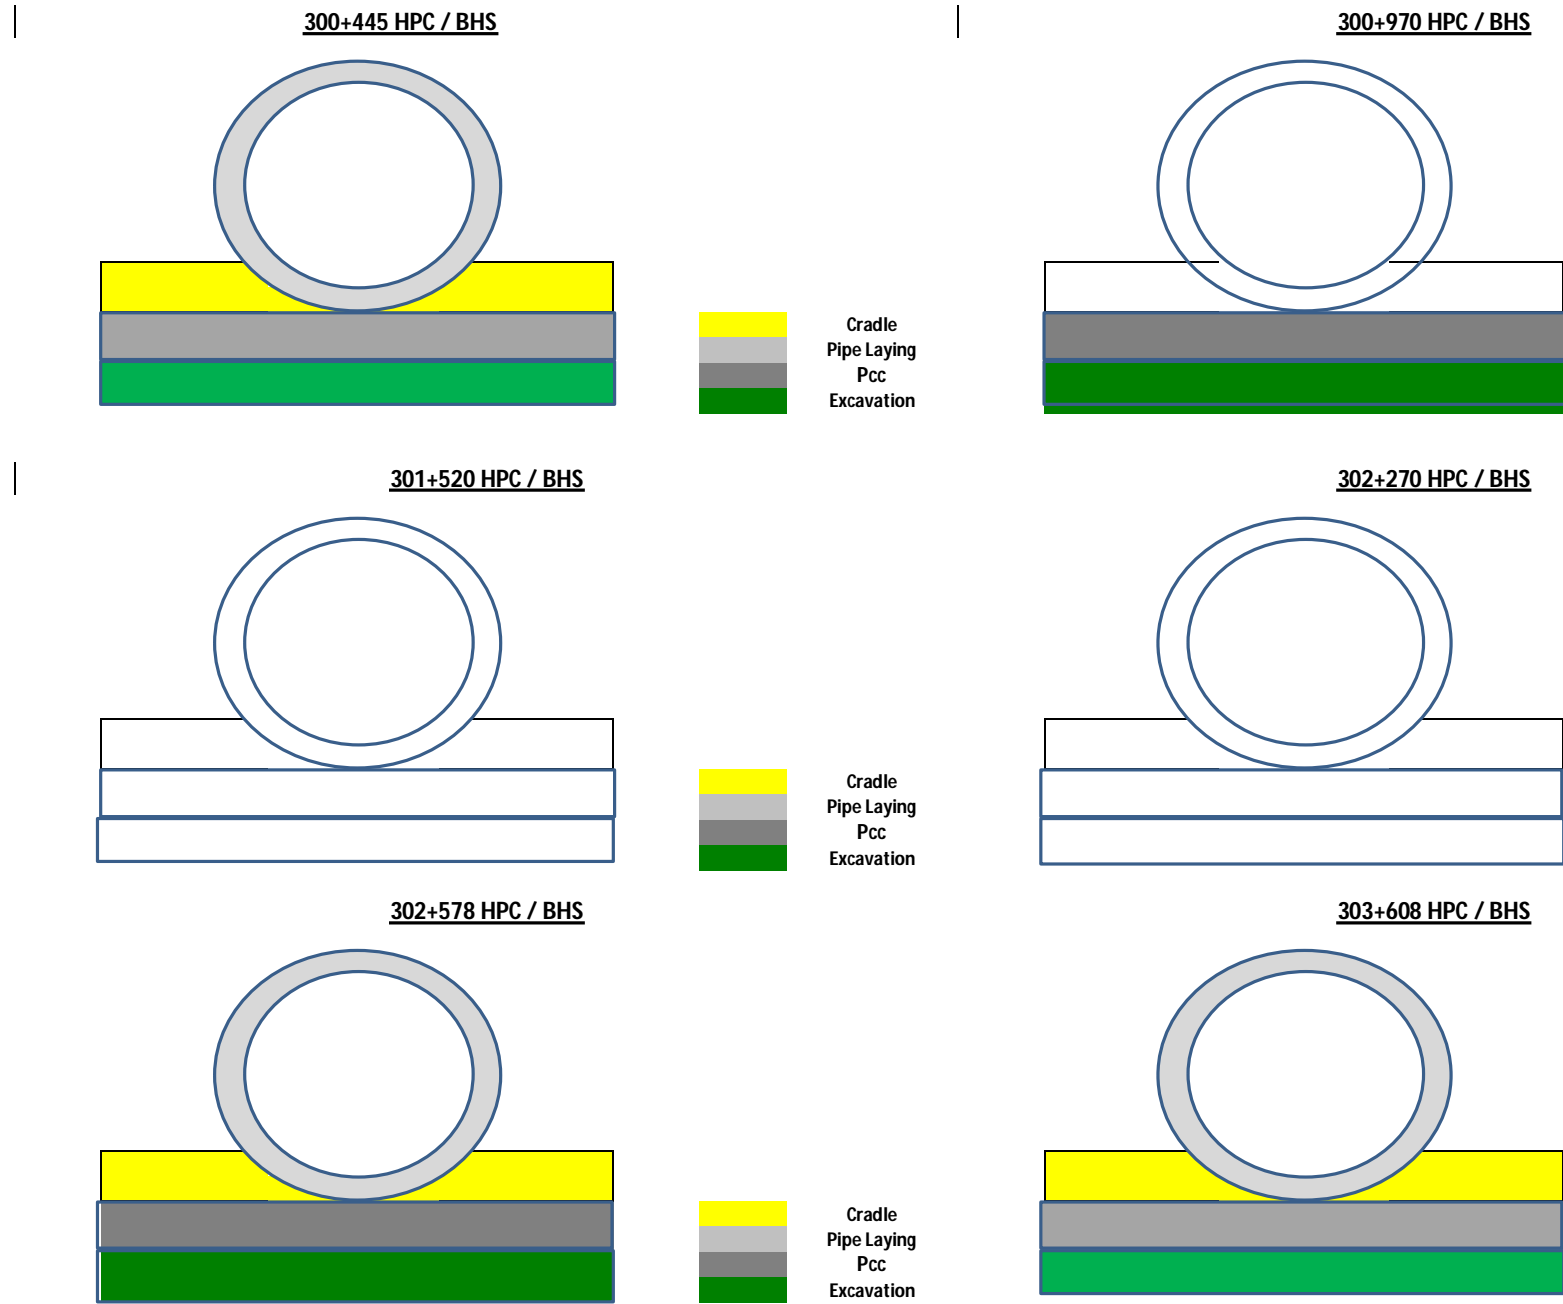 300+445 HPC / BHS
300+970 HPC / BHS
Cradle
Pipe Laying
Pcc
Excavation
301+520 HPC / BHS
302+270 HPC / BHS
Cradle
Pipe Laying
Pcc
Excavation
302+578 HPC / BHS
303+608 HPC / BHS
Cradle
Pipe Laying
Pcc
Excavation